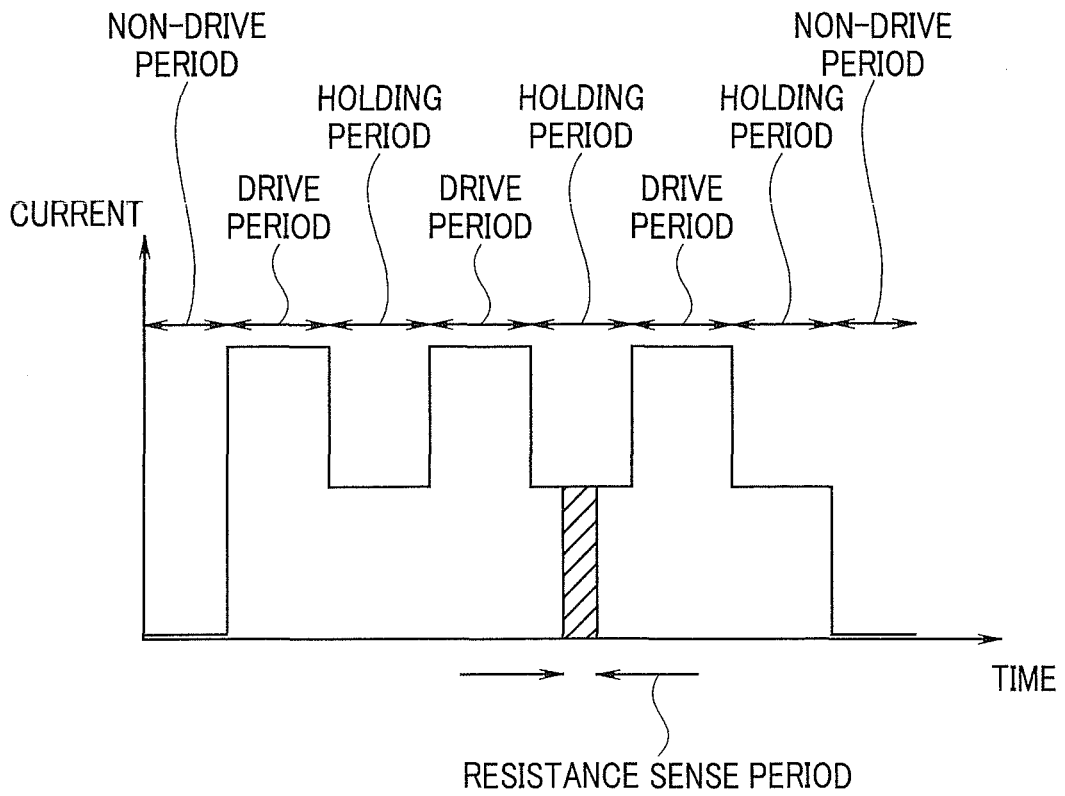 NON-DRIVE
PERIOD
NON-DRIVE
PERIOD
HOLDING
PERIOD
HOLDING
PERIOD
HOLDING
PERIOD
DRIVE
PERIOD
DRIVE
PERIOD
DRIVE
PERIOD
CURRENT
TIME
RESISTANCE SENSE PERIOD